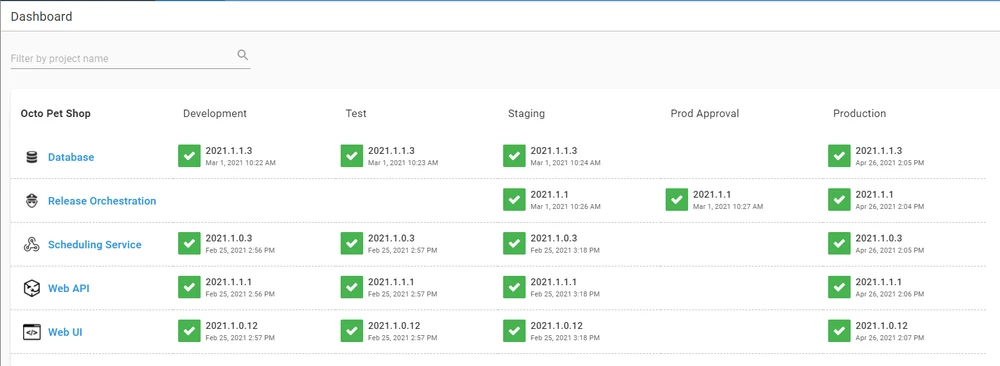 Dashboard
Filter by project name
Octo Pet Shop Development Test Staging Prod Approval Production
Database 2021.1.1.3 2021.1.1.3 2021.1.1.3 2021.1.1.3
Mar 1, 2021 10:22 AM Mar 1, 2021 10:23 AM Mar 1, 2021 10:24 AM Apr 26, 2021 2:05 PM
Release Orchestration 2021.1.1 2021.1.1 2021.1.1
Mar 1, 2021 10:26 AM Mar 1, 2021 10:27 AM Apr 26, 2021 2:04 PM
Scheduling Service 2021.1.0.3 2021.1.0.3 2021.1.0.3 2021.1.0.3
Feb 25, 2021 2:56 PM Feb 25, 2021 2:57 PM Feb 25, 2021 3:18 PM Apr 26, 2021 2:05 PM
Web API 2021.1.1.1 2021.1.1.1 2021.1.1.1 2021.1.1.1
Feb 25, 2021 2:56 PM Feb 25, 2021 2:57 PM Feb 25, 2021 3:18 PM Apr 26, 2021 2:06 PM
Web UI 2021.1.0.12 2021.1.0.12 2021.1.0.12 2021.1.0.12
Feb 25, 2021 2:57 PM Feb 25, 2021 2:57 PM Feb 25, 2021 3:18 PM Apr 26, 2021 2:07 PM